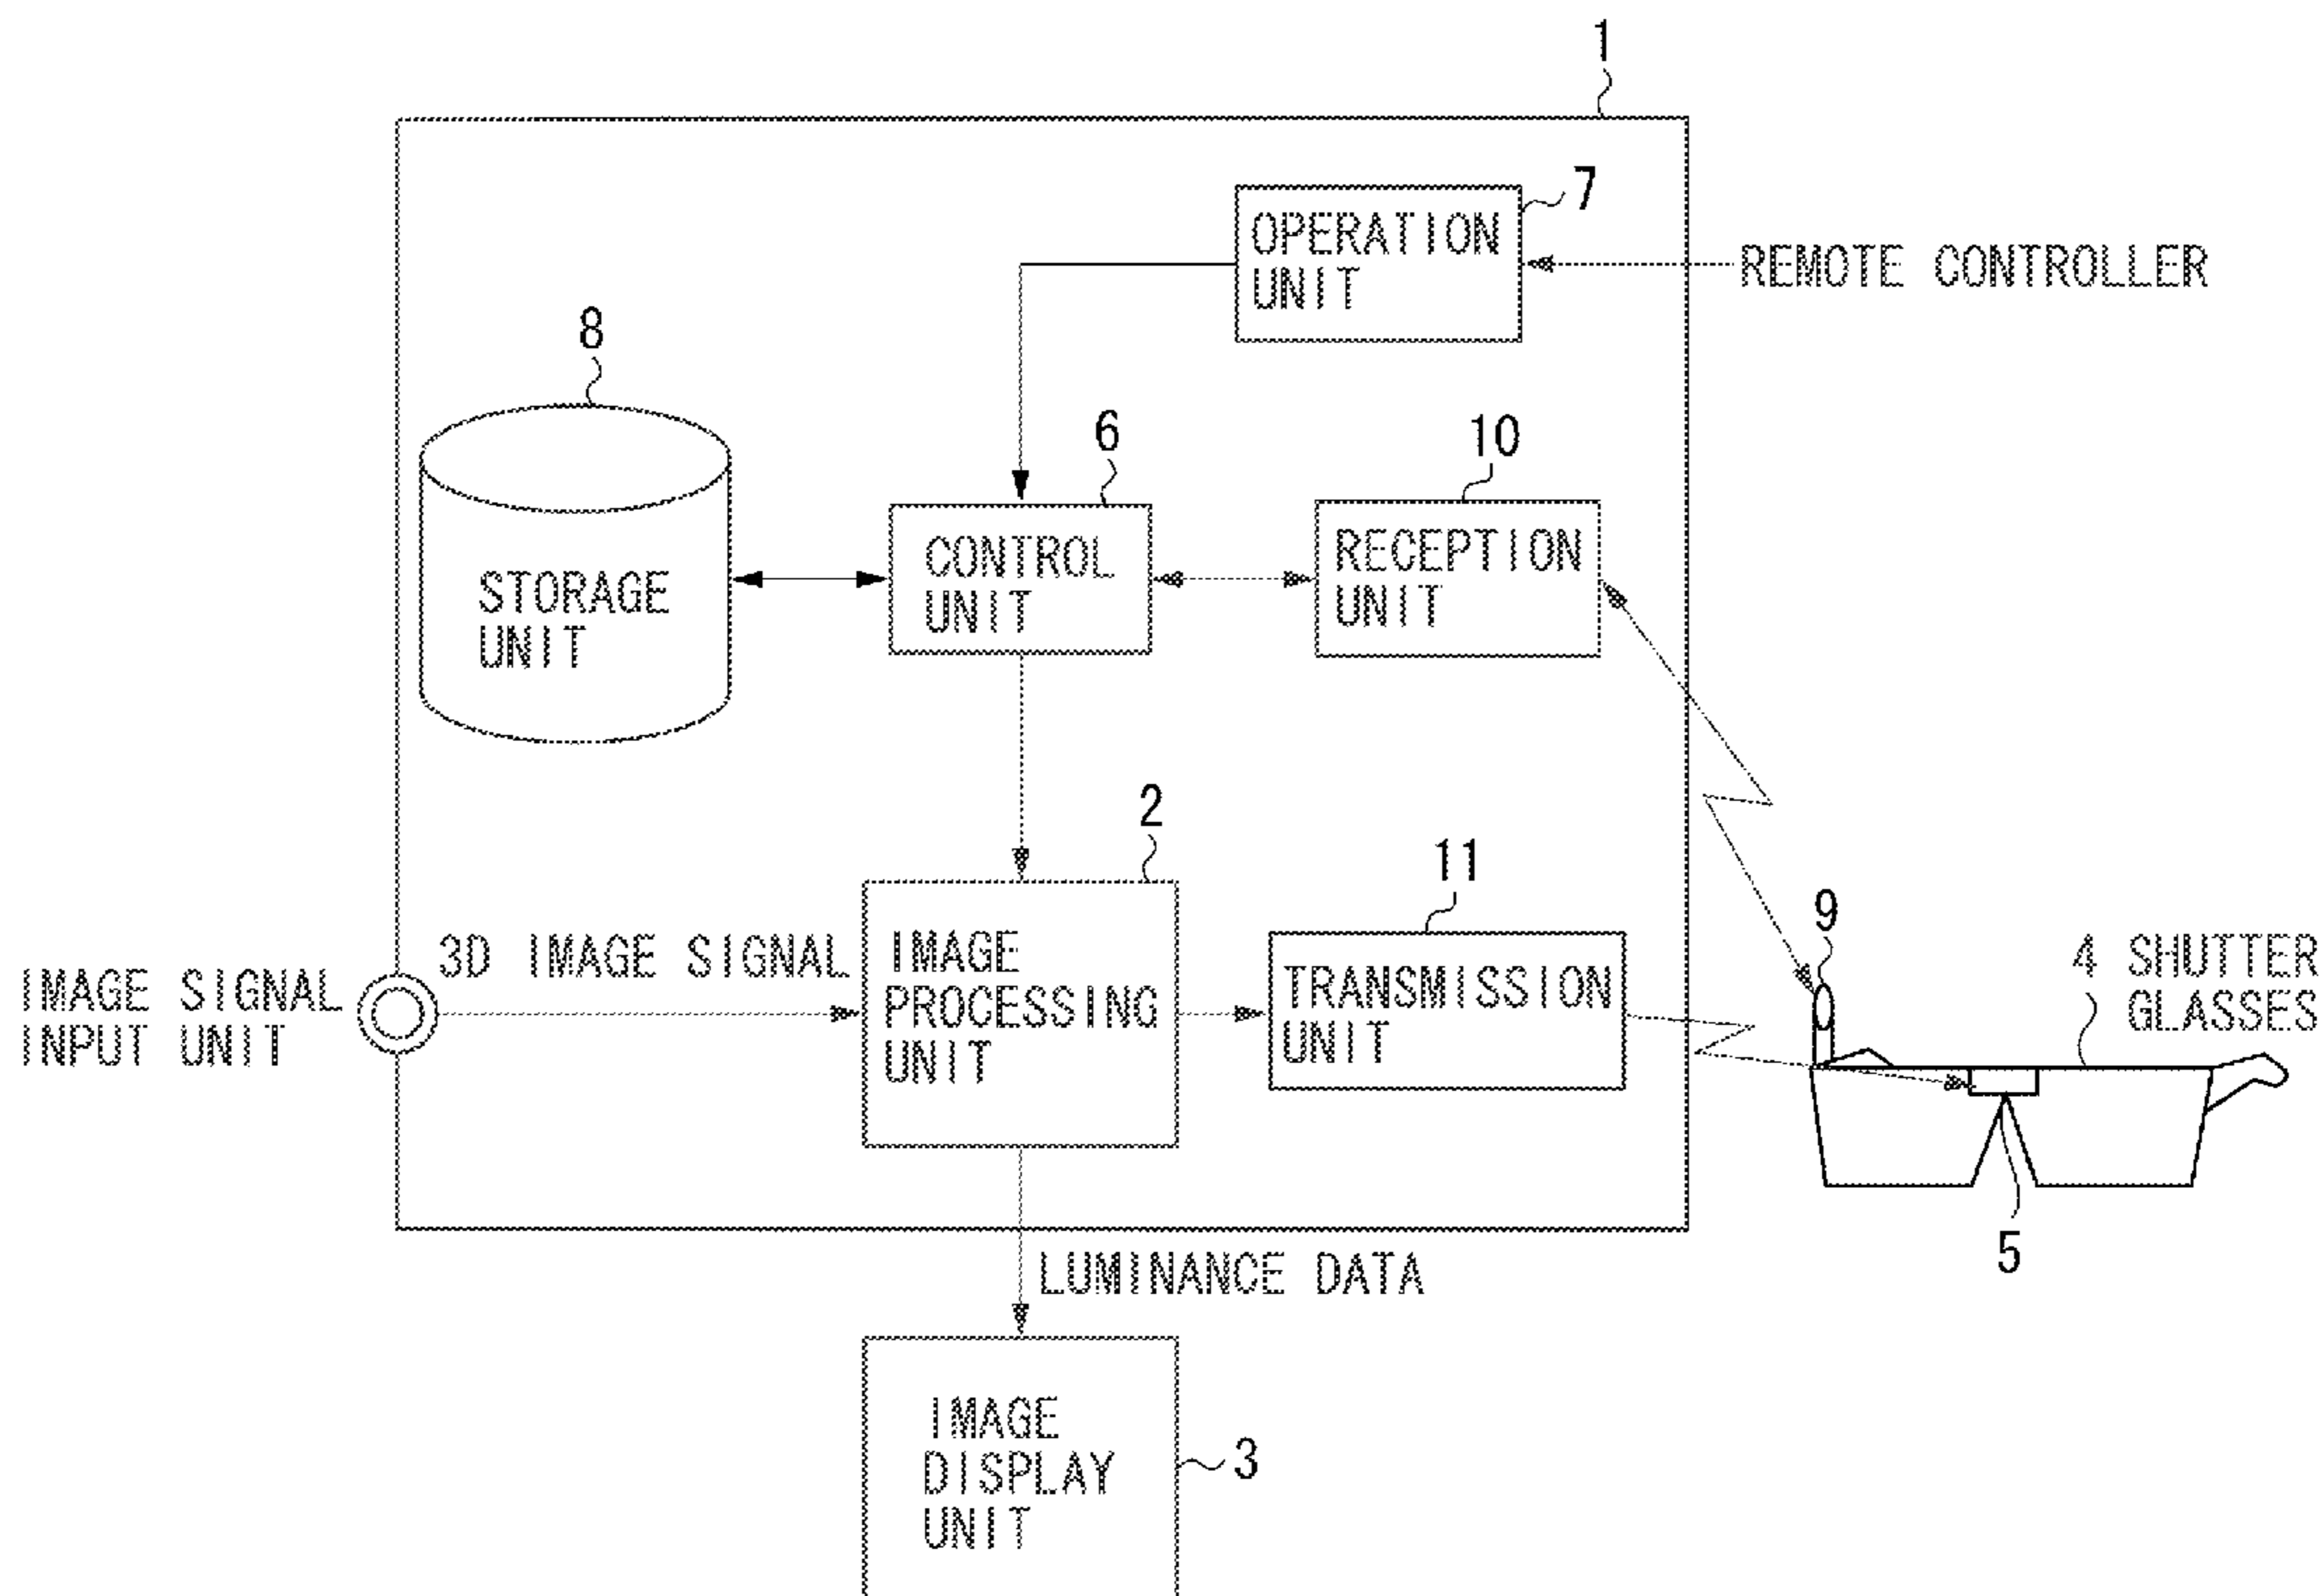 1
7
OPERATION
UNIT
REMOTE CONTROLLER
8
6
10
STORAGE
UNIT
CONTROL
UNIT
RECEPTION
UNIT
2
11
9
IMAGE SIGNAL
INPUT UNIT
3D IMAGE SIGNAL
IMAGE
PROCESSING
UNIT
TRANSMISSION
UNIT
4 SHUTTER
GLASSES
5
LUMINANCE DATA
IMAGE
DISPLAY
UNIT
3